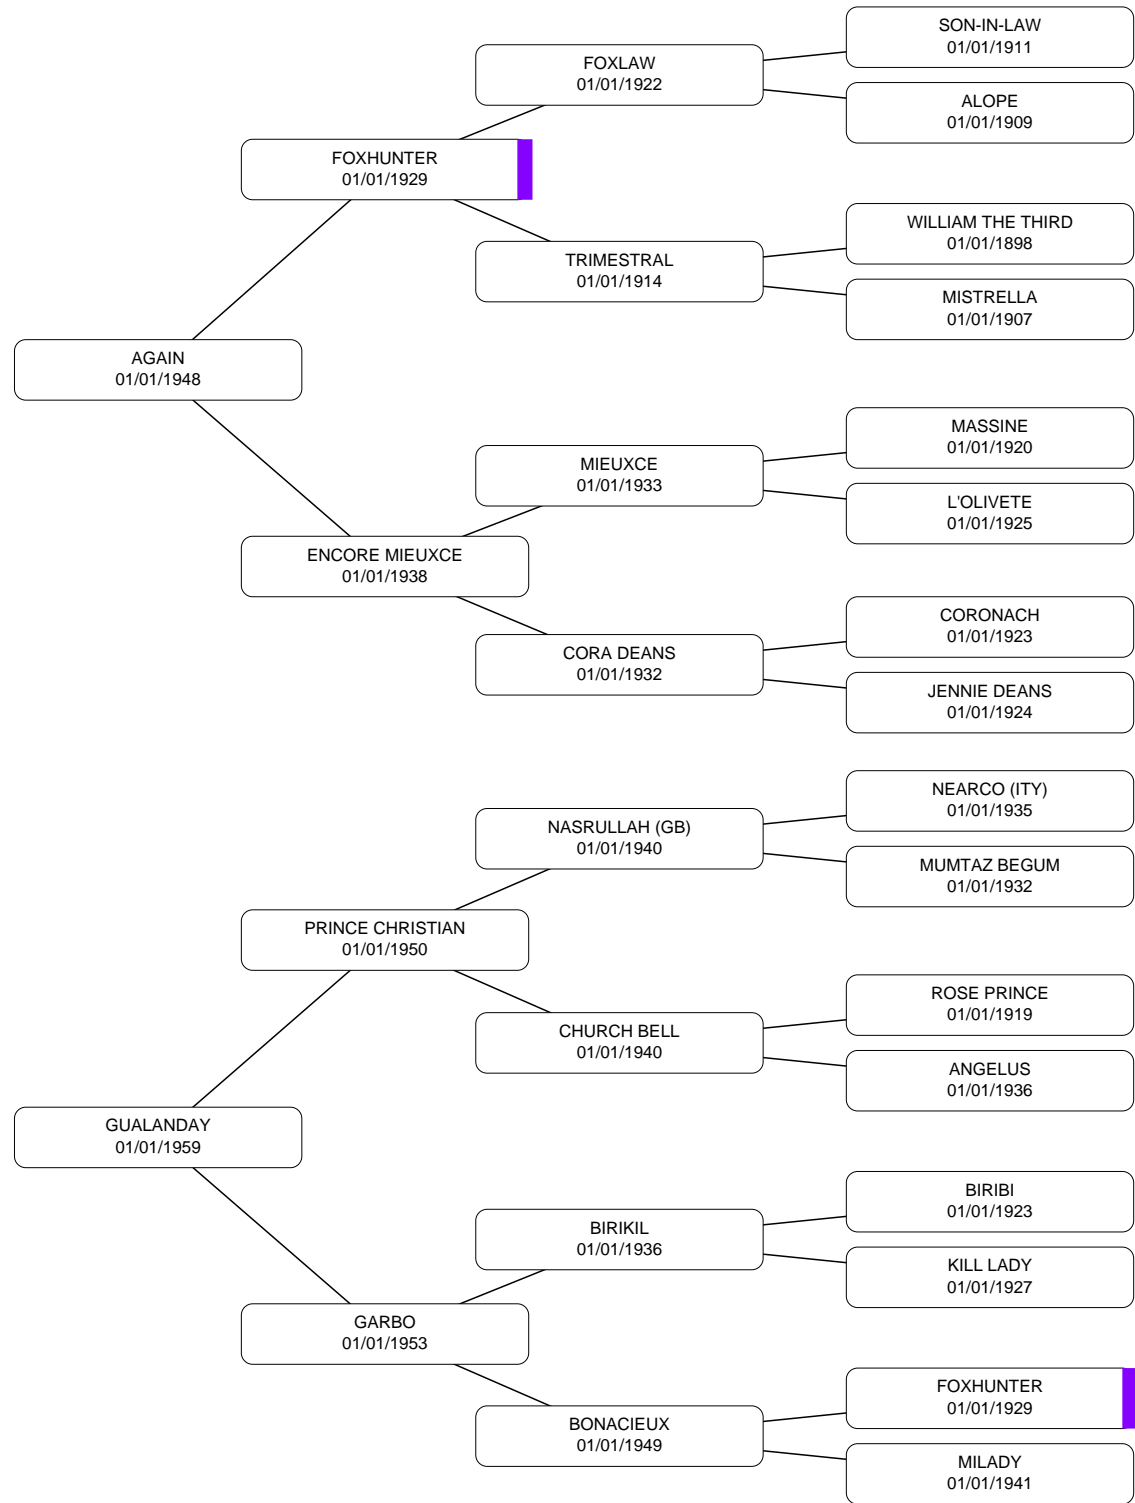 SON-IN-LAW
01/01/1911
FOXLAW
01/01/1922
ALOPE
01/01/1909
FOXHUNTER
01/01/1929
WILLIAM THE THIRD
01/01/1898
TRIMESTRAL
01/01/1914
MISTRELLA
01/01/1907
AGAIN
01/01/1948
MASSINE
01/01/1920
MIEUXCE
01/01/1933
L'OLIVETE
01/01/1925
ENCORE MIEUXCE
01/01/1938
CORONACH
01/01/1923
CORA DEANS
01/01/1932
JENNIE DEANS
01/01/1924
NEARCO (ITY)
01/01/1935
NASRULLAH (GB)
01/01/1940
MUMTAZ BEGUM
01/01/1932
PRINCE CHRISTIAN
01/01/1950
ROSE PRINCE
01/01/1919
CHURCH BELL
01/01/1940
ANGELUS
01/01/1936
GUALANDAY
01/01/1959
BIRIBI
01/01/1923
BIRIKIL
01/01/1936
KILL LADY
01/01/1927
GARBO
01/01/1953
FOXHUNTER
01/01/1929
BONACIEUX
01/01/1949
MILADY
01/01/1941